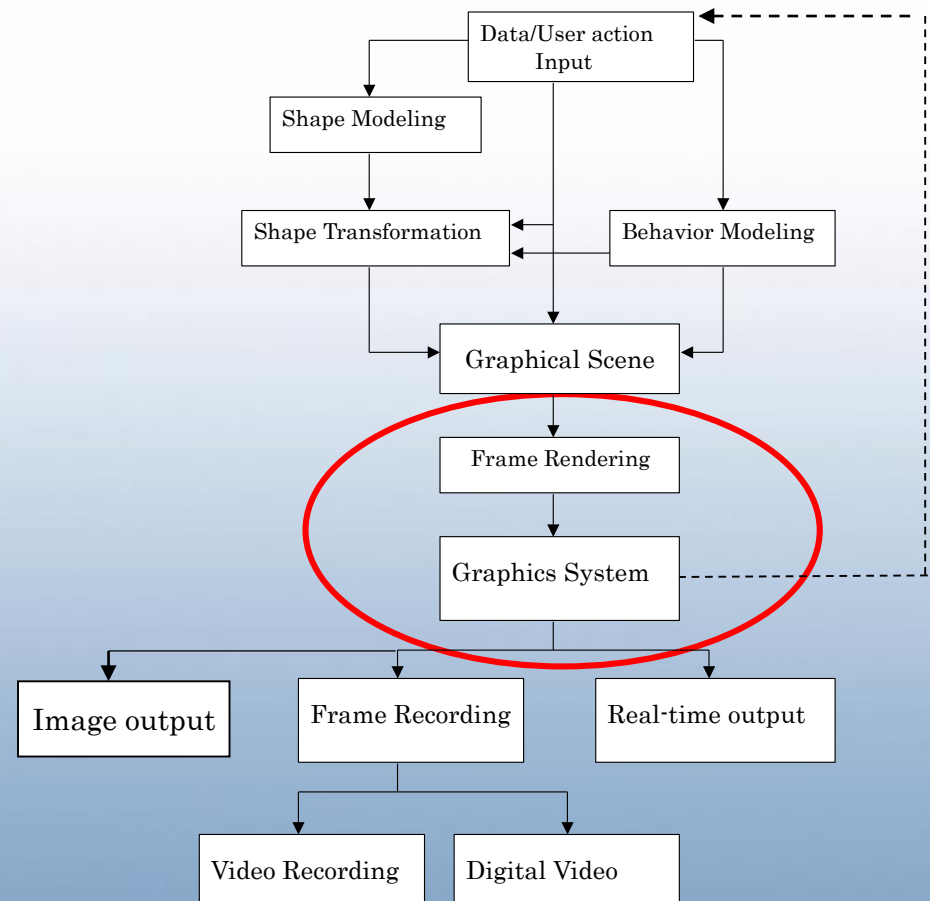 Data/User action
Input
Shape Modeling
Shape Transformation
Behavior Modeling
Graphical Scene
Frame Rendering
Graphics System
Image output
Frame Recording
Real-time output
Video Recording
Digital Video